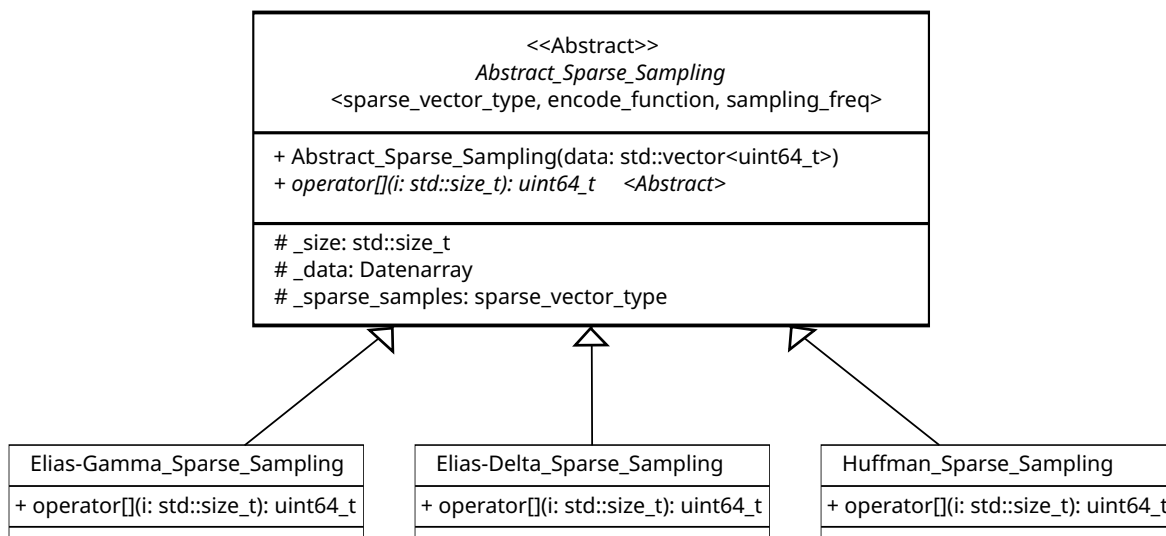 <<Abstract>>
Abstract_Sparse_Sampling
<sparse_vector_type, encode_function, sampling_freq>
+ Abstract_Sparse_Sampling(data: std::vector<uint64_t>)
+ operator[](i: std::size_t): uint64_t <Abstract>
# _size: std::size_t
# _data: Datenarray
# _sparse_samples: sparse_vector_type
Elias-Gamma_Sparse_Sampling
+ operator[](i: std::size_t): uint64_t
Elias-Delta_Sparse_Sampling
+ operator[](i: std::size_t): uint64_t
Huffman_Sparse_Sampling
+ operator[](i: std::size_t): uint64_t